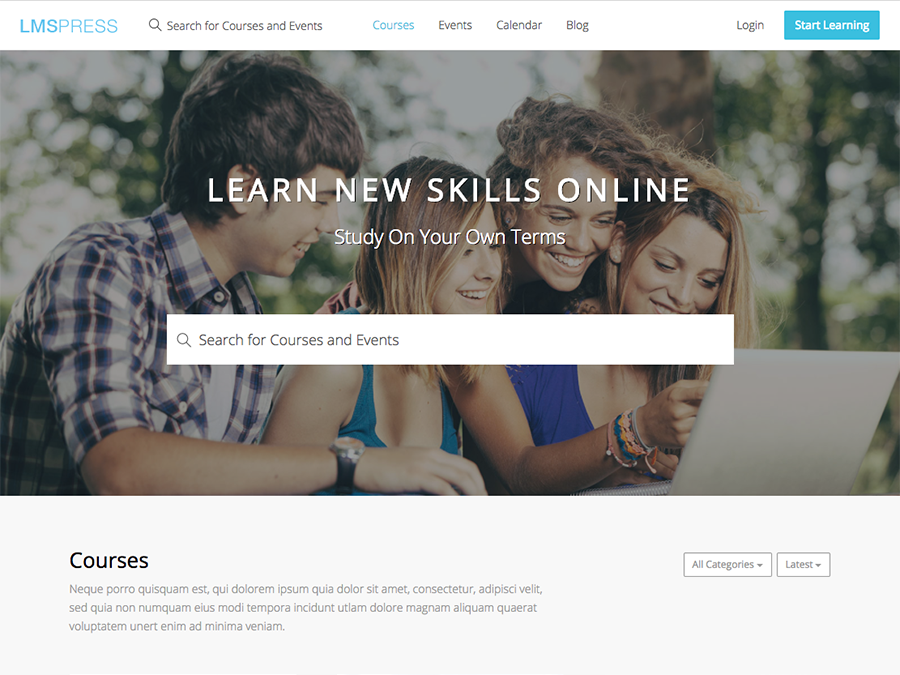 LMSPRESS Search for Courses and Events Courses Events Calendar Blog Login Start Learning
LEARN NEW SKILLS ONLINE
Study On Your Own Terms
Search for Courses and Events
Courses
All Categories Latest
Neque porro quisquam est, qui dolorem ipsum quia dolor sit amet, consectetur, adipisci velit,
sed quia non numquam eius modi tempora incidunt utlam dolore magnam aliquam quaerat
voluptatem unert enim ad minima veniam.